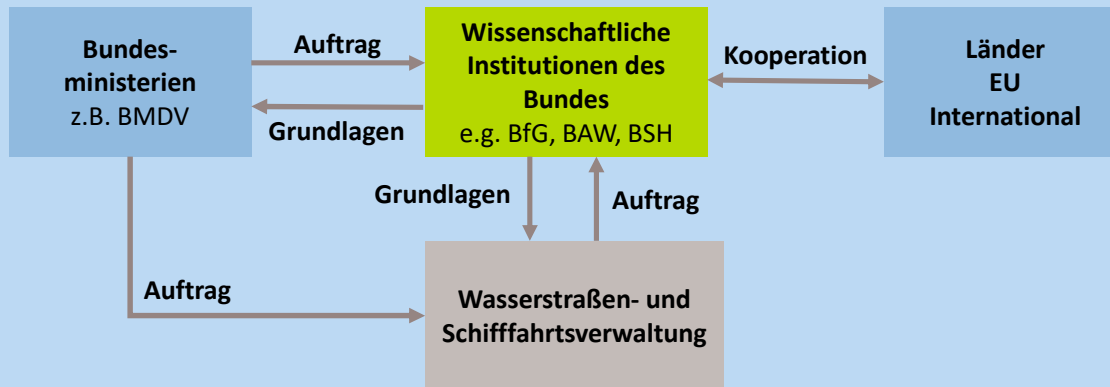 Bundes-
ministerien
z.B. BMDV
Auftrag
Grundlagen
Wissenschaftliche
Institutionen des
Bundes
e.g. BfG, BAW, BSH
Kooperation
Länder
EU
International
Grundlagen
Auftrag
Auftrag
Wasserstraßen- und
Schifffahrtsverwaltung